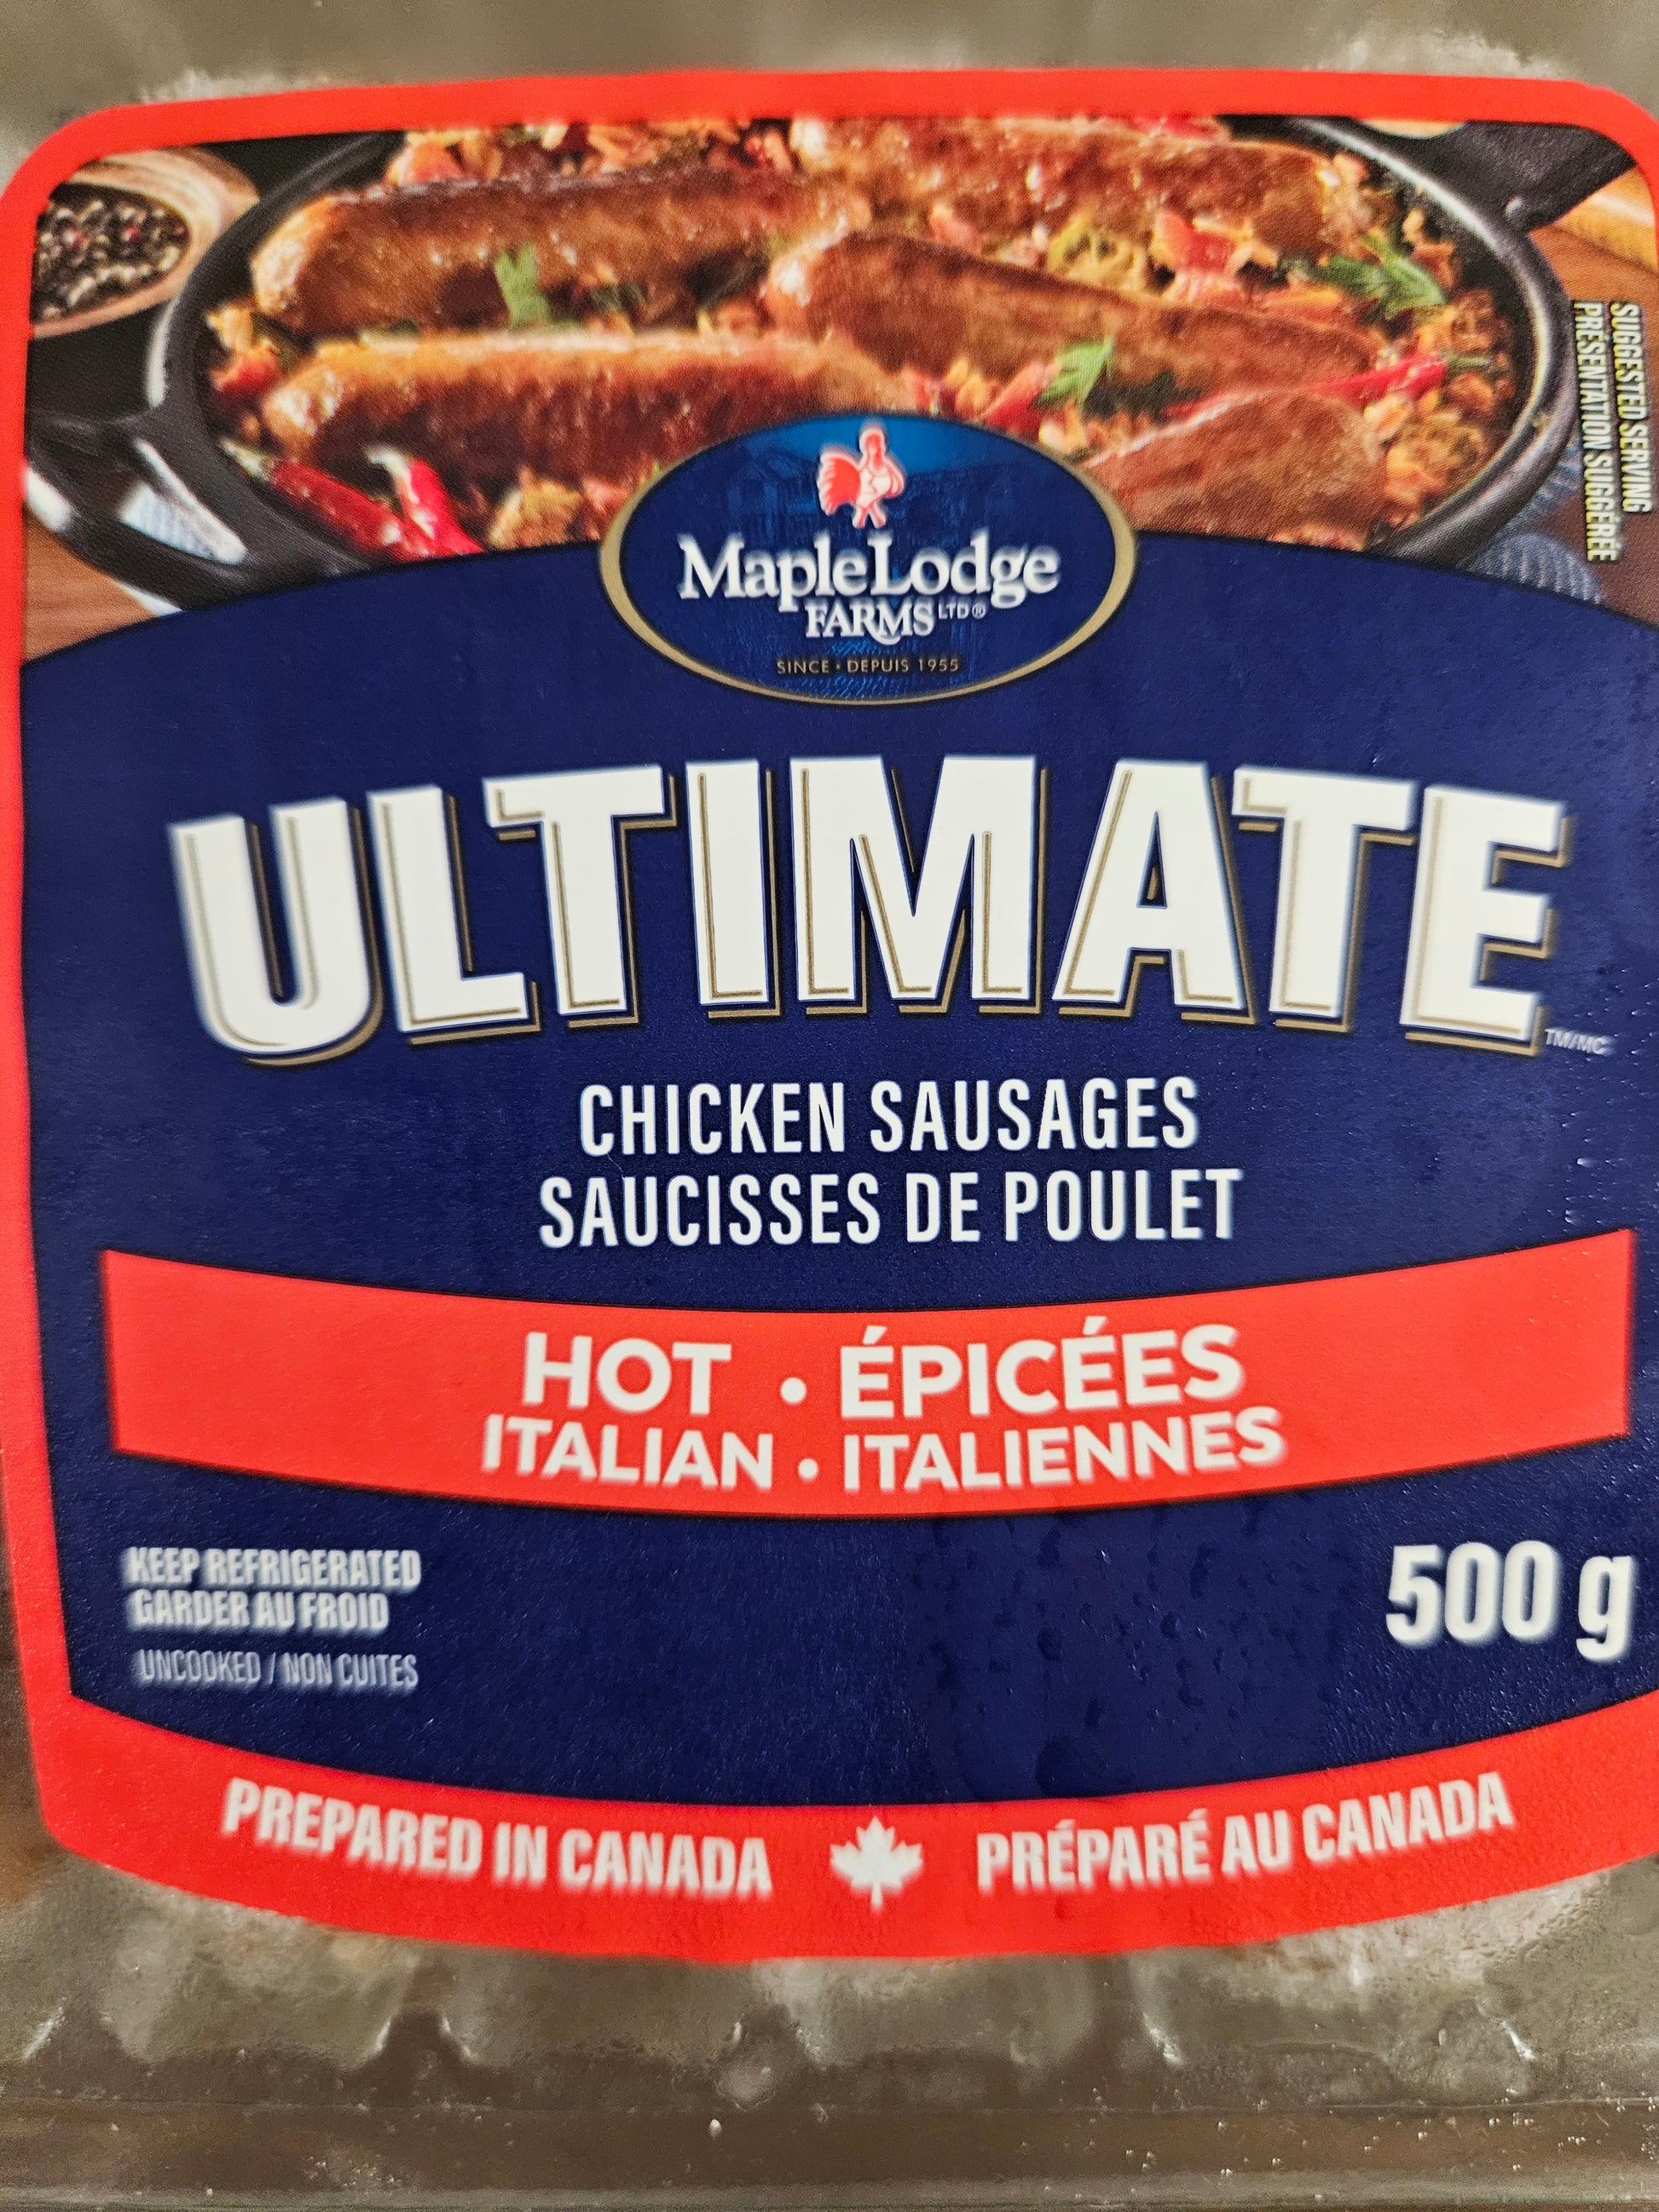 SUGGESTED SERVING
PRÉSENTATION SUGGÉRÉE
MapleLodge
FARMS LTD®
SINCE • DEPUIS 1955
ULTIMATE
TM/MC
CHICKEN SAUSAGES
SAUCISSES DE POULET
HOT • ÉPICÉES
ITALIAN • ITALIENNES
KEEP REFRIGERATED
GARDER AU FROID
UNCOOKED / NON CUITES
500 g
PREPARED IN CANADA PRÉPARÉ AU CANADA